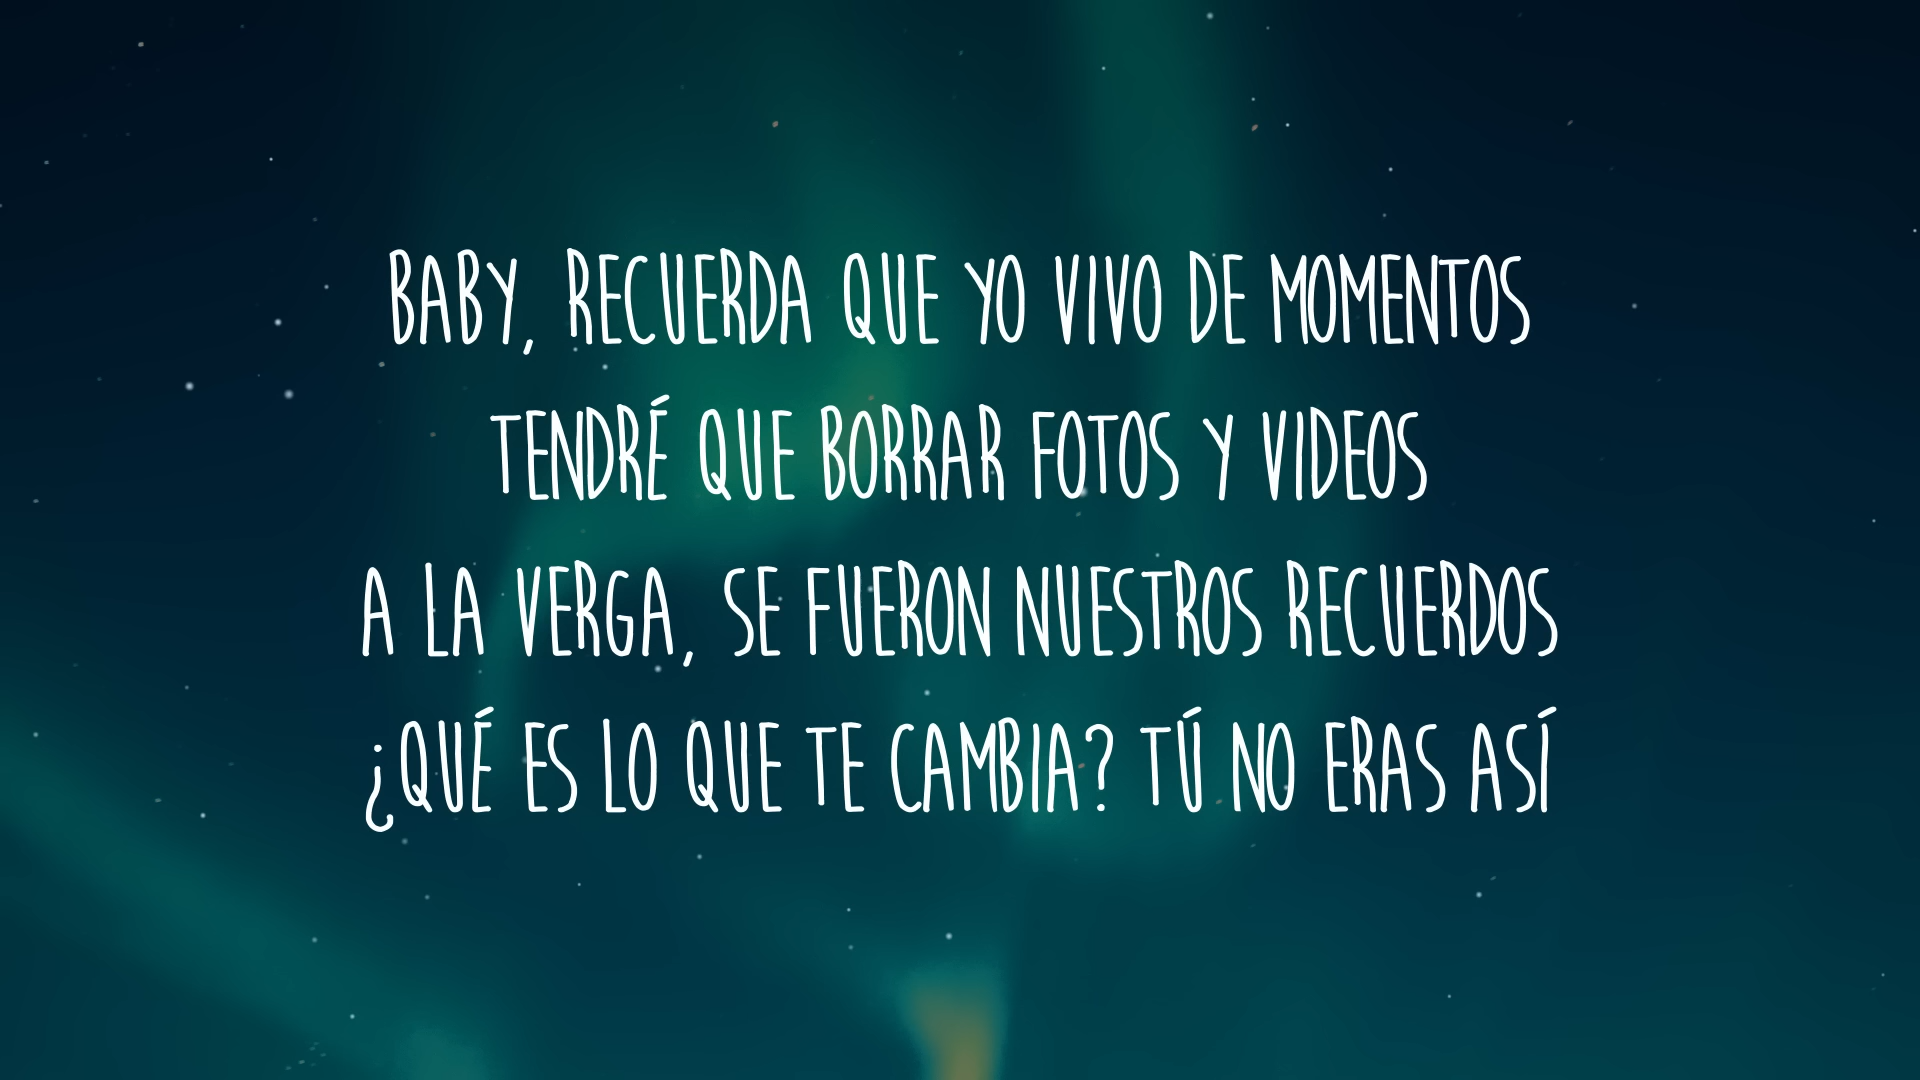 BABY, RECUERDA QUE YO VIVO DE MOMENTOS
TENDRÉ QUE BORRAR FOTOS Y VIDEOS
A LA VERGA, SE FUERON NUESTROS RECUERDOS
¿QUÉ ES LO QUE TE CAMBIA? TÚ NO ERAS ASÍ